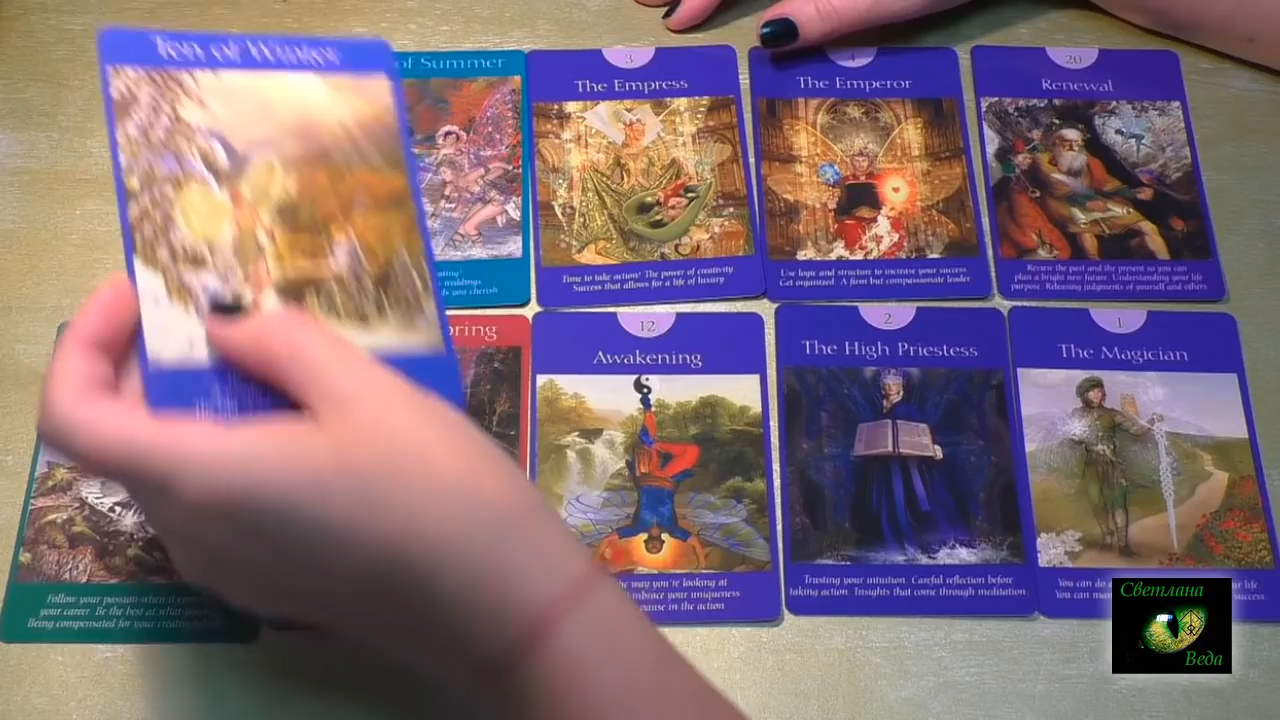 Ten of Winter
of Summer
3
The Empress
Time to take action! The power of creativity
Success that allows for a life of luxury
4
The Emperor
Use logic and structure to increase your success.
Get organized. A firm but compassionate leader
20
Renewal
Review the past and the present so you can
plan a bright new future. Understanding your life
purpose. Releasing judgments of yourself and others
weddings
you cherish
Follow your passion when it
your career. Be the best at what
Being compensated for your
12
Awakening
way you're looking at
embrace your uniqueness
pause in the action
2
The High Priestess
Trusting your intuition. Careful reflection before
taking action. Insights that come through meditation.
1
The Magician
You can do
life
You can
success.
Светлана
Веда